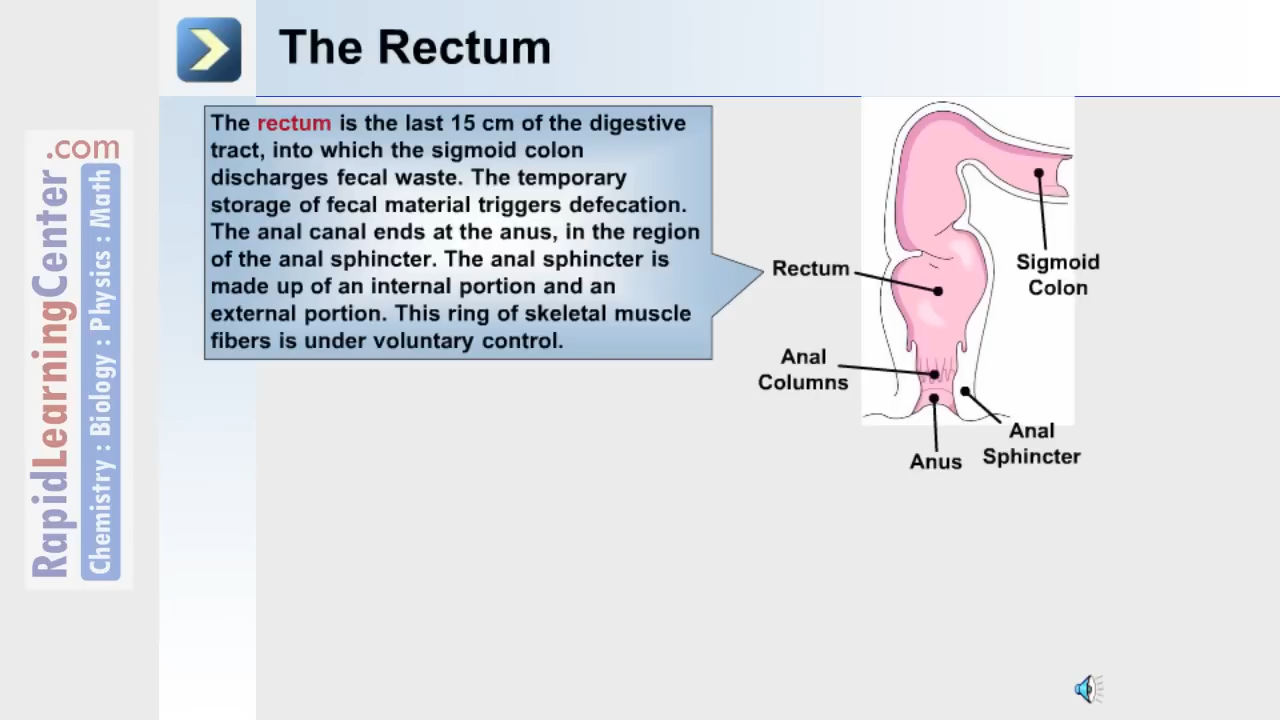 The Rectum
The rectum is the last 15 cm of the digestive
tract, into which the sigmoid colon
discharges fecal waste. The temporary
storage of fecal material triggers defecation.
The anal canal ends at the anus, in the region
of the anal sphincter. The anal sphincter is
made up of an internal portion and an
external portion. This ring of skeletal muscle
fibers is under voluntary control.
Rectum
Sigmoid
Colon
Anal
Columns
Anus
Anal
Sphincter
RapidLearningCenter
.com
Chemistry : Biology : Physics : Math